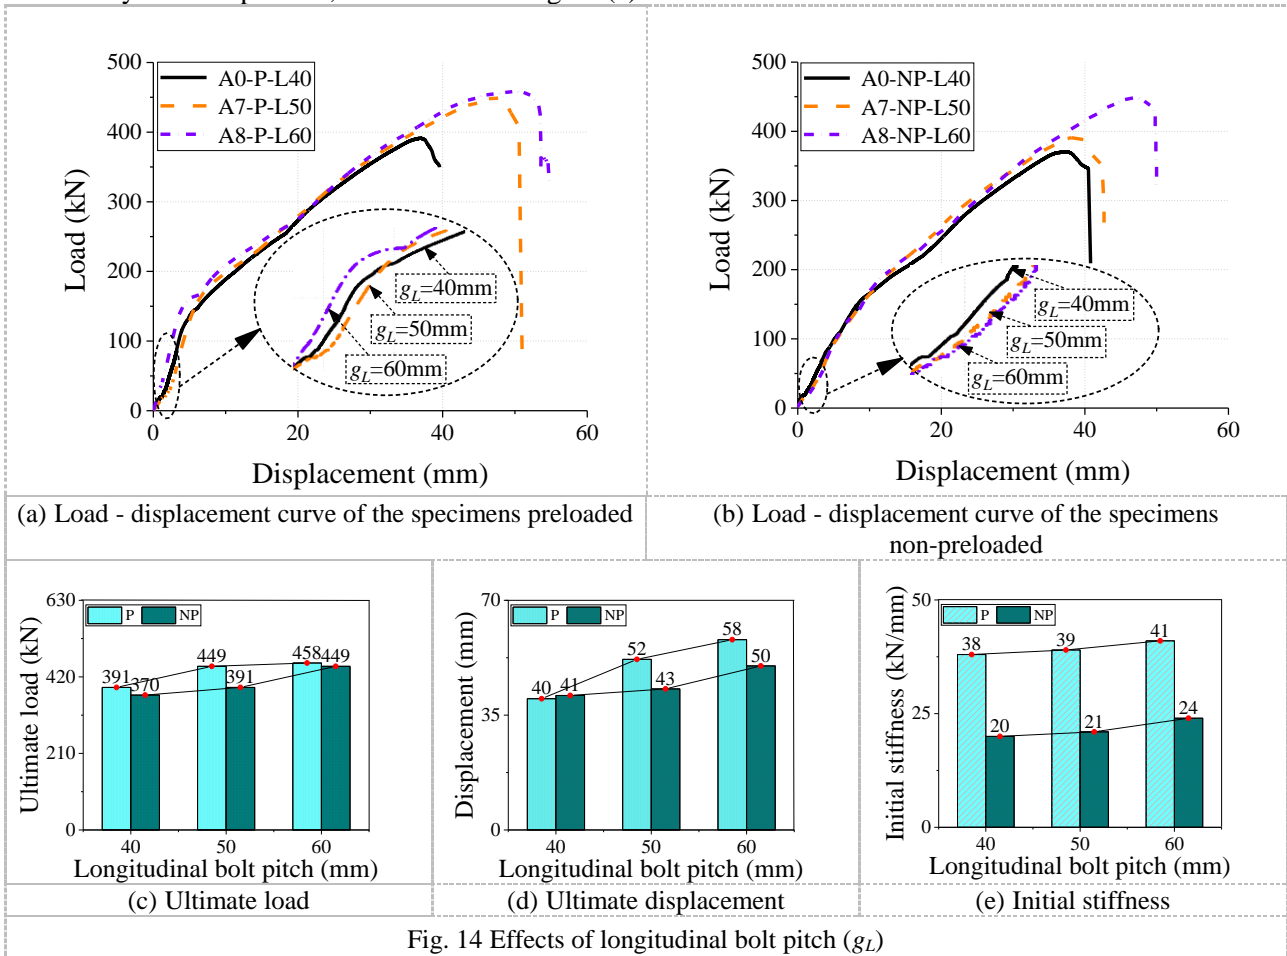 500
400
300
200
100
0
0
20
40
60
Load (kN)
Displacement (mm)
A0-P-L40
A7-P-L50
A8-P-L60
gL=40mm
gL=50mm
gL=60mm
500
400
300
200
100
0
0
20
40
60
Load (kN)
Displacement (mm)
A0-NP-L40
A7-NP-L50
A8-NP-L60
gL=40mm
gL=50mm
gL=60mm
(a) Load - displacement curve of the specimens preloaded
(b) Load - displacement curve of the specimens
non-preloaded
630
420
210
0
Ultimate load (kN)
P NP
391 370 449 391 458 449
40 50 60
Longitudinal bolt pitch (mm)
70
35
0
Displacement (mm)
P NP
40 41 52 43 58 50
40 50 60
Longitudinal bolt pitch (mm)
50
25
0
Initial stiffness (kN/mm)
P NP
38 20 39 21 41 24
40 50 60
Longitudinal bolt pitch (mm)
(c) Ultimate load
(d) Ultimate displacement
(e) Initial stiffness
Fig. 14 Effects of longitudinal bolt pitch (gL)